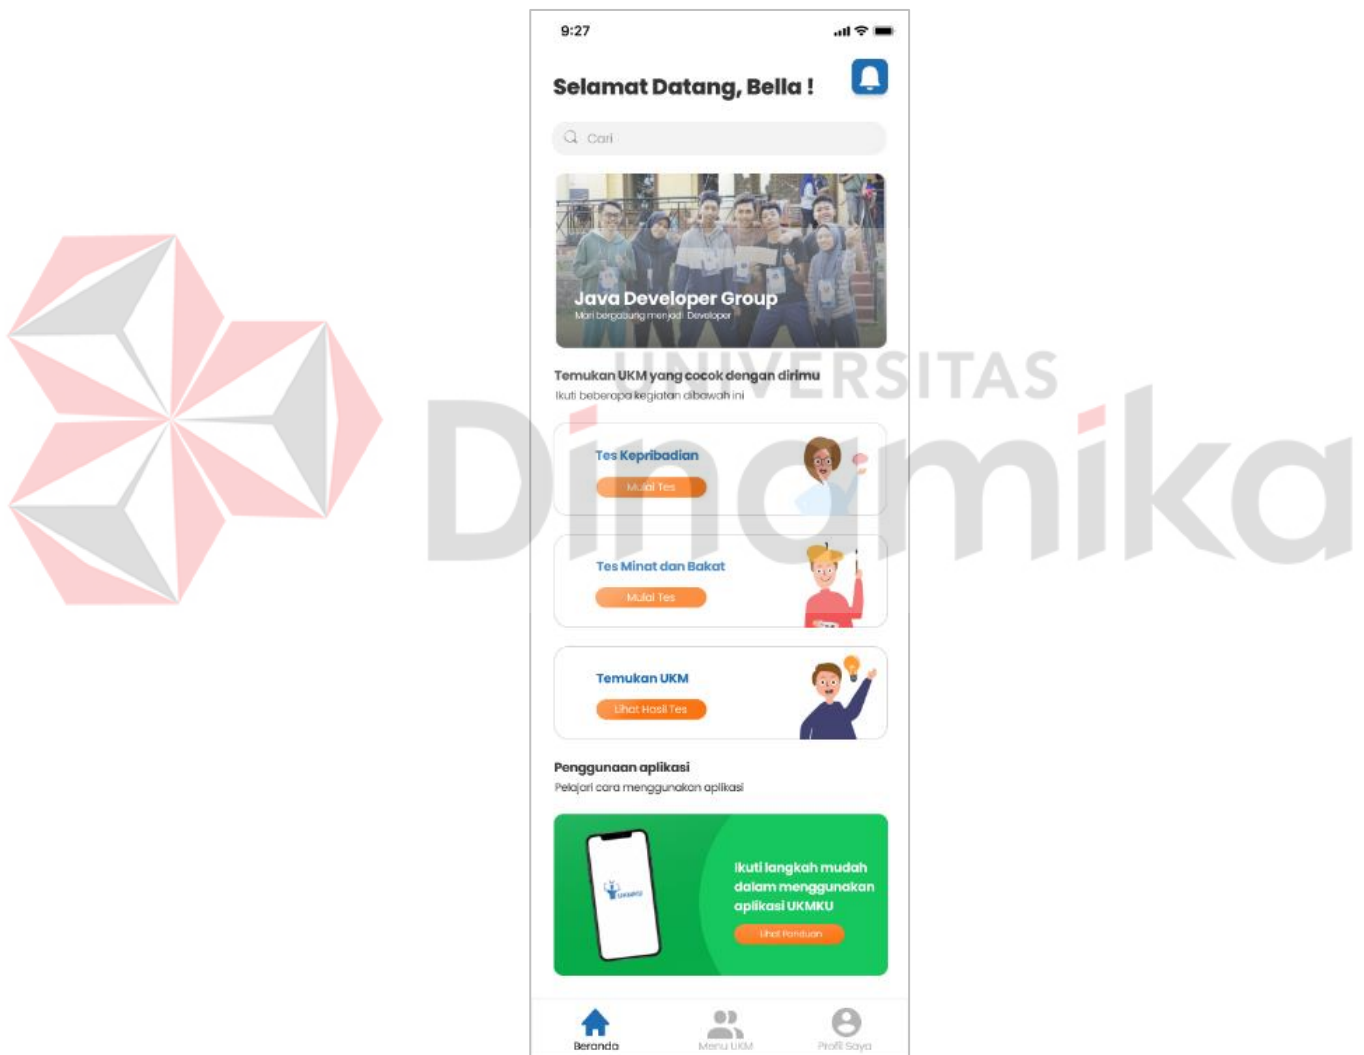 9:27
Selamat Datang, Bella !
Cari
Java Developer Group
Mari bergabung menjadi Developer
UNIVERSITAS
Dinamika
Temukan UKM yang cocok dengan dirimu
Ikuti beberapa kegiatan dibawah ini
Tes Kepribadian
Mulai Tes
Tes Minat dan Bakat
Mulai Tes
Temukan UKM
Lihat Hasil Tes
Penggunaan aplikasi
Pelajari cara menggunakan aplikasi
UKMKU
Ikuti langkah mudah
dalam menggunakan
aplikasi UKMKU
Lihat Panduan
Beranda
Menu UKM
Profil Saya